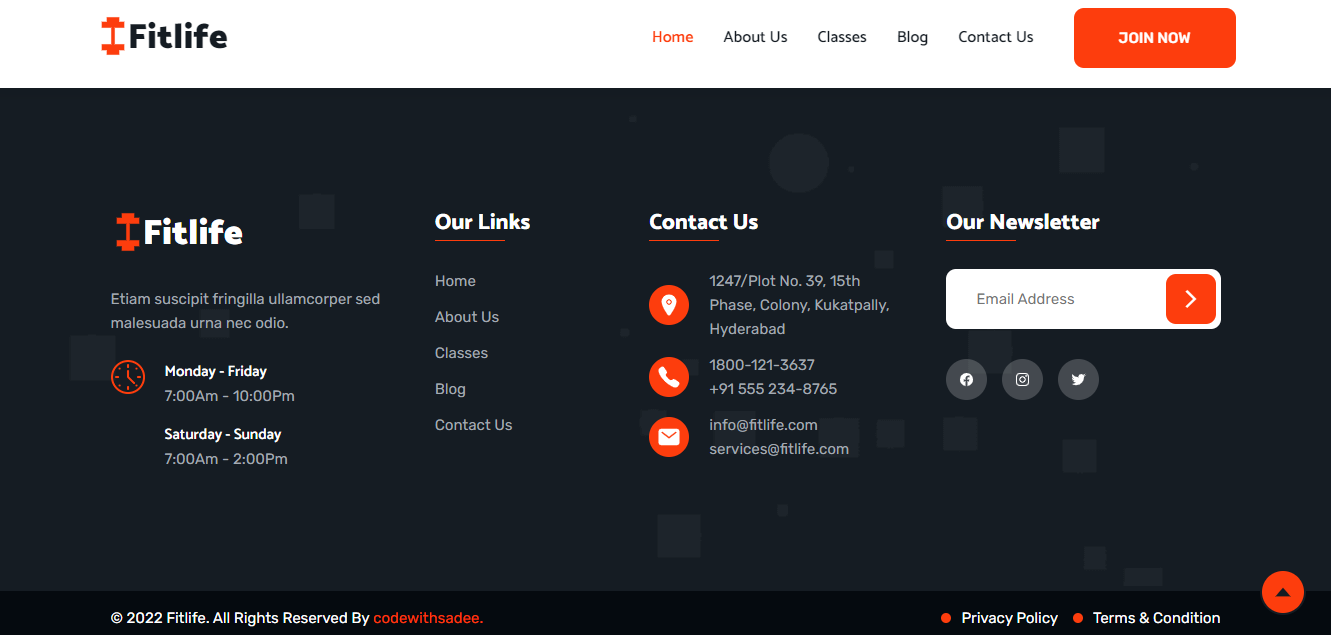 Fitlife
Home
About Us
Classes
Blog
Contact Us
JOIN NOW
Fitlife
Etiam suscipit fringilla ullamcorper sed
malesuada urna nec odio.
Monday - Friday
7:00Am - 10:00Pm
Saturday - Sunday
7:00Am - 2:00Pm
Our Links
Home
About Us
Classes
Blog
Contact Us
Contact Us
1247/Plot No. 39, 15th
Phase, Colony, Kukatpally,
Hyderabad
1800-121-3637
+91 555 234-8765
info@fitlife.com
services@fitlife.com
Our Newsletter
Email Address
© 2022 Fitlife. All Rights Reserved By codewithsadee.
Privacy Policy
Terms & Condition